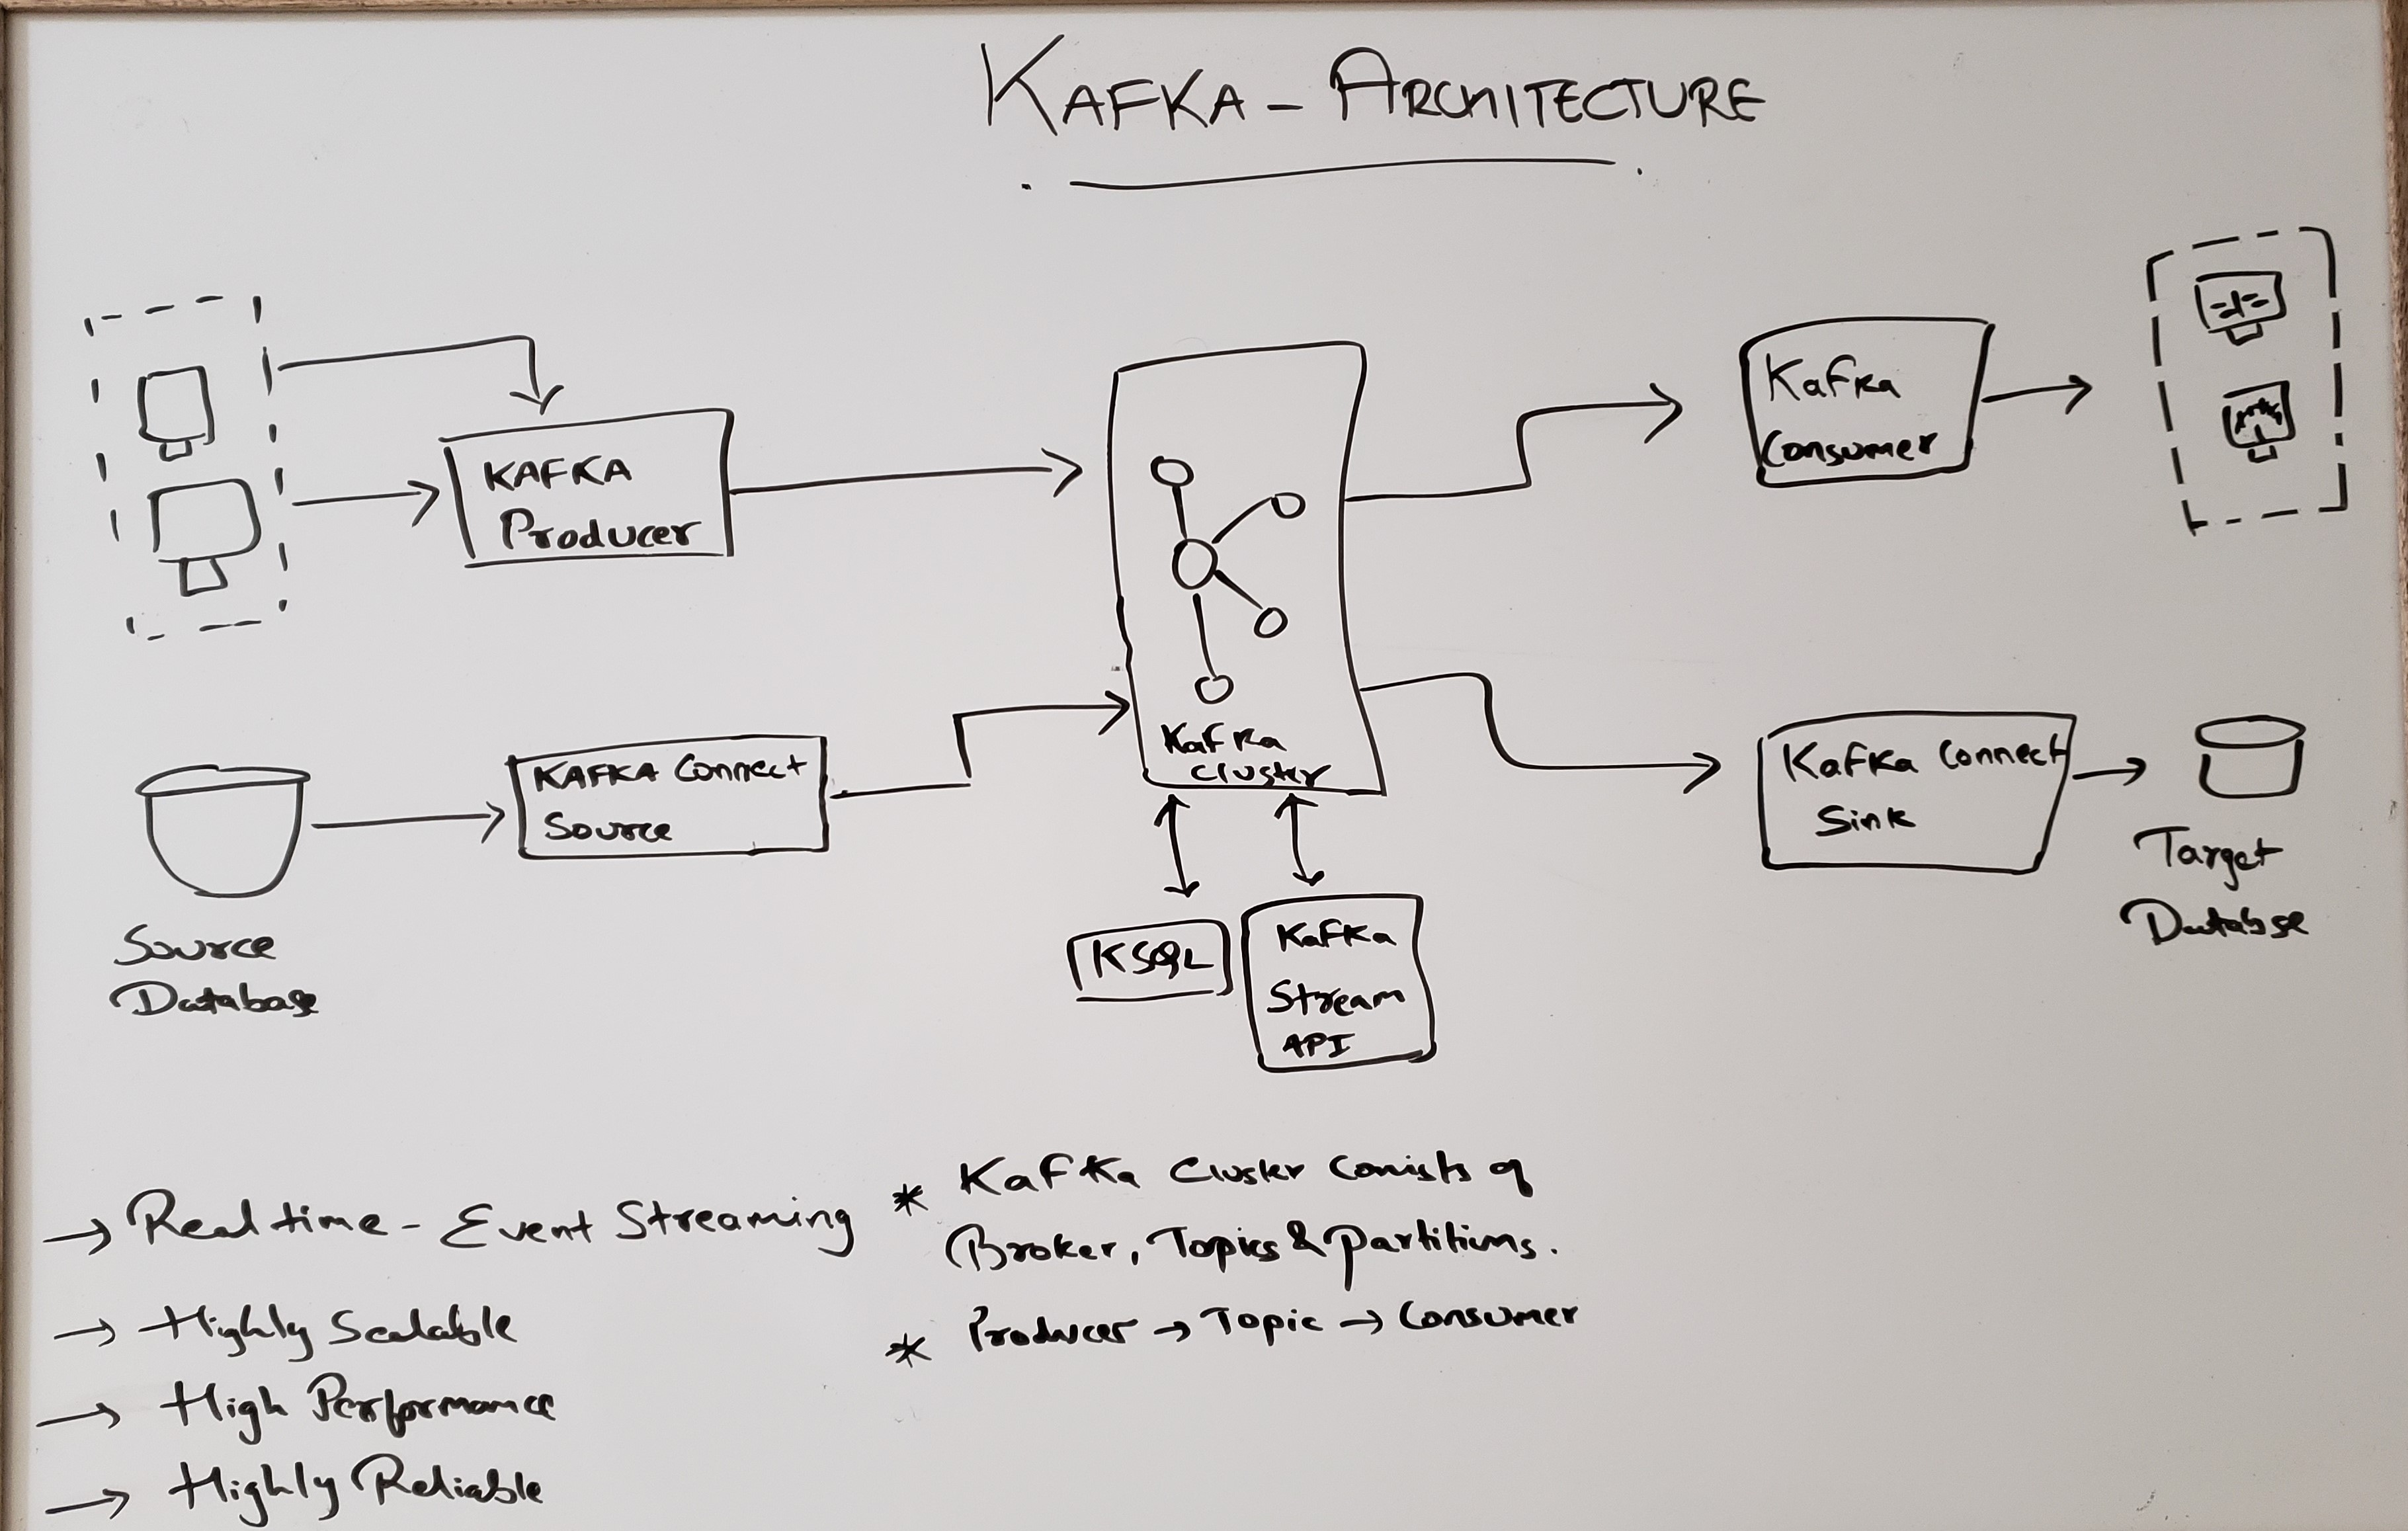 KAFKA - ARCHITECTURE
KAFKA
Producer
Kafka
Consumer
Kafka
Cluster
KAFKA Connect
Source
Kafka Connect
Sink
Source
Database
Target
Databse
KSQL
Kafka
Stream
API
→ Real time - Event Streaming
→ Highly Scalable
→ High Performance
→ Highly Reliable
* Kafka Cluster Consists of
Broker, Topics & Partitions.
* Producer → Topic → Consumer